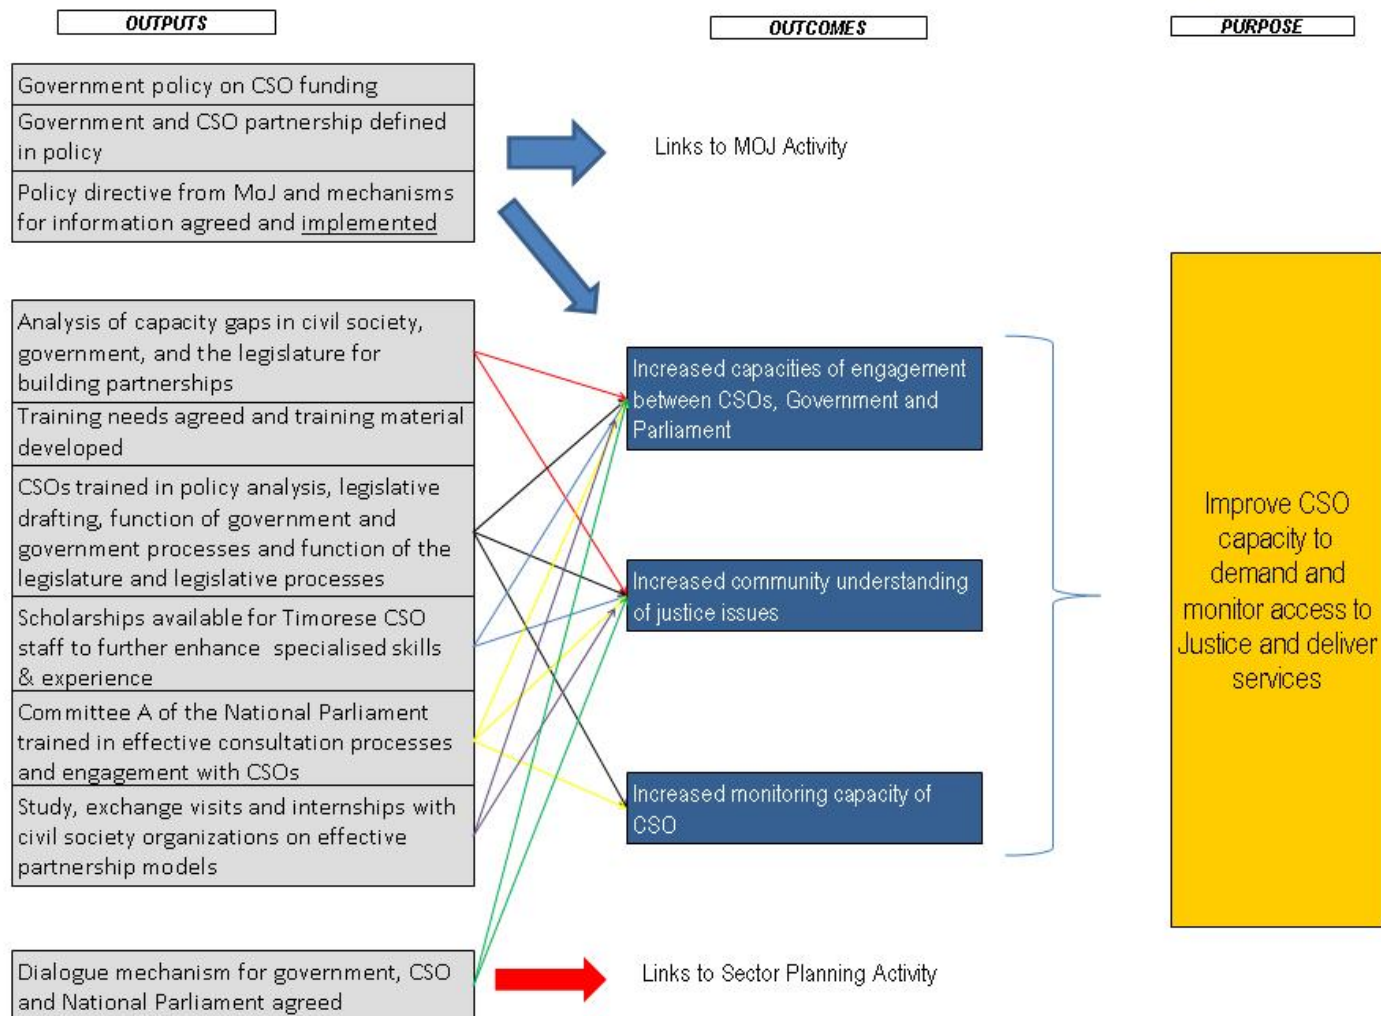 OUTPUTS
OUTCOMES
PURPOSE
Government policy on CSO funding
Government and CSO partnership defined
in policy
Policy directive from MoJ and mechanisms
for information agreed and implemented
Links to MOJ Activity
Analysis of capacity gaps in civil society,
government, and the legislature for
building partnerships
Training needs agreed and training material
developed
CSOs trained in policy analysis, legislative
drafting, function of government and
government processes and function of the
legislature and legislative processes
Scholarships available for Timorese CSO
staff to further enhance specialised skills
& experience
Committee A of the National Parliament
trained in effective consultation processes
and engagement with CSOs
Study, exchange visits and internships with
civil society organizations on effective
partnership models
Dialogue mechanism for government, CSO
and National Parliament agreed
Increased capacities of engagement
between CSOs, Government and
Parliament
Increased community understanding
of justice issues
Increased monitoring capacity of
CSO
Links to Sector Planning Activity
Improve CSO
capacity to
demand and
monitor access to
Justice and deliver
services